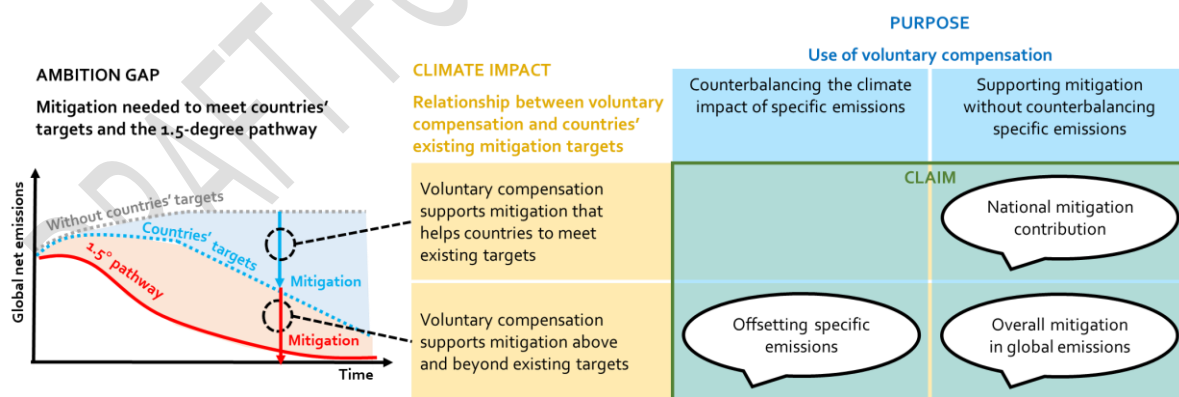 DRAFT FO
PURPOSE
Use of voluntary compensation
AMBITION GAP
Mitigation needed to meet countries'
targets and the 1.5-degree pathway
CLIMATE IMPACT
Relationship between voluntary
compensation and countries'
existing mitigation targets
Counterbalancing the climate
impact of specific emissions
Supporting mitigation
without counterbalancing
specific emissions
Global net emissions
Without countries' targets
Countries' targets
1.5° pathway
Mitigation
Mitigation
Time
Voluntary compensation
supports mitigation that
helps countries to meet
existing targets
Voluntary compensation
supports mitigation above
and beyond existing targets
CLAIM
National mitigation
contribution
Offsetting specific
emissions
Overall mitigation
in global emissions